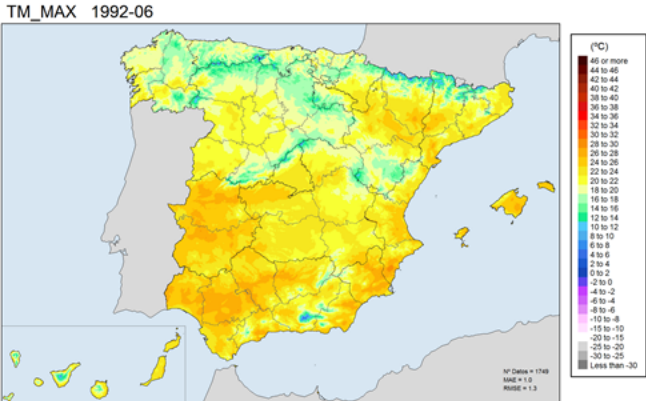 TM_MAX 1992-06
(ºC)
46 or more
44 to 46
42 to 44
40 to 42
38 to 40
36 to 38
34 to 36
32 to 34
30 to 32
28 to 30
26 to 28
24 to 26
22 to 24
20 to 22
18 to 20
16 to 18
14 to 16
12 to 14
10 to 12
8 to 10
6 to 8
4 to 6
2 to 4
0 to 2
-2 to 0
-4 to -2
-6 to -4
-8 to -6
-10 to -8
-15 to -10
-20 to -15
-25 to -20
-30 to -25
Less than -30
Nº Datos = 1749
MAE = 1.0
RMSE = 1.3